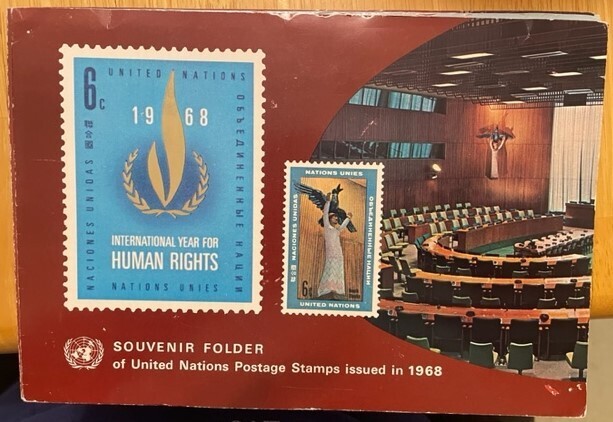 6c
UNITED NATIONS
1968
ОБЪЕДИНЕННЫЕ НАЦИИ
NACIONES UNIDAS
INTERNATIONAL YEAR FOR
HUMAN RIGHTS
NATIONS UNIES
NATIONS UNIES
NACIONES UNIDAS
ОБЪЕДИНЕННЫЕ НАЦИИ
6c
UNITED NATIONS
SOUVENIR FOLDER
of United Nations Postage Stamps issued in 1968